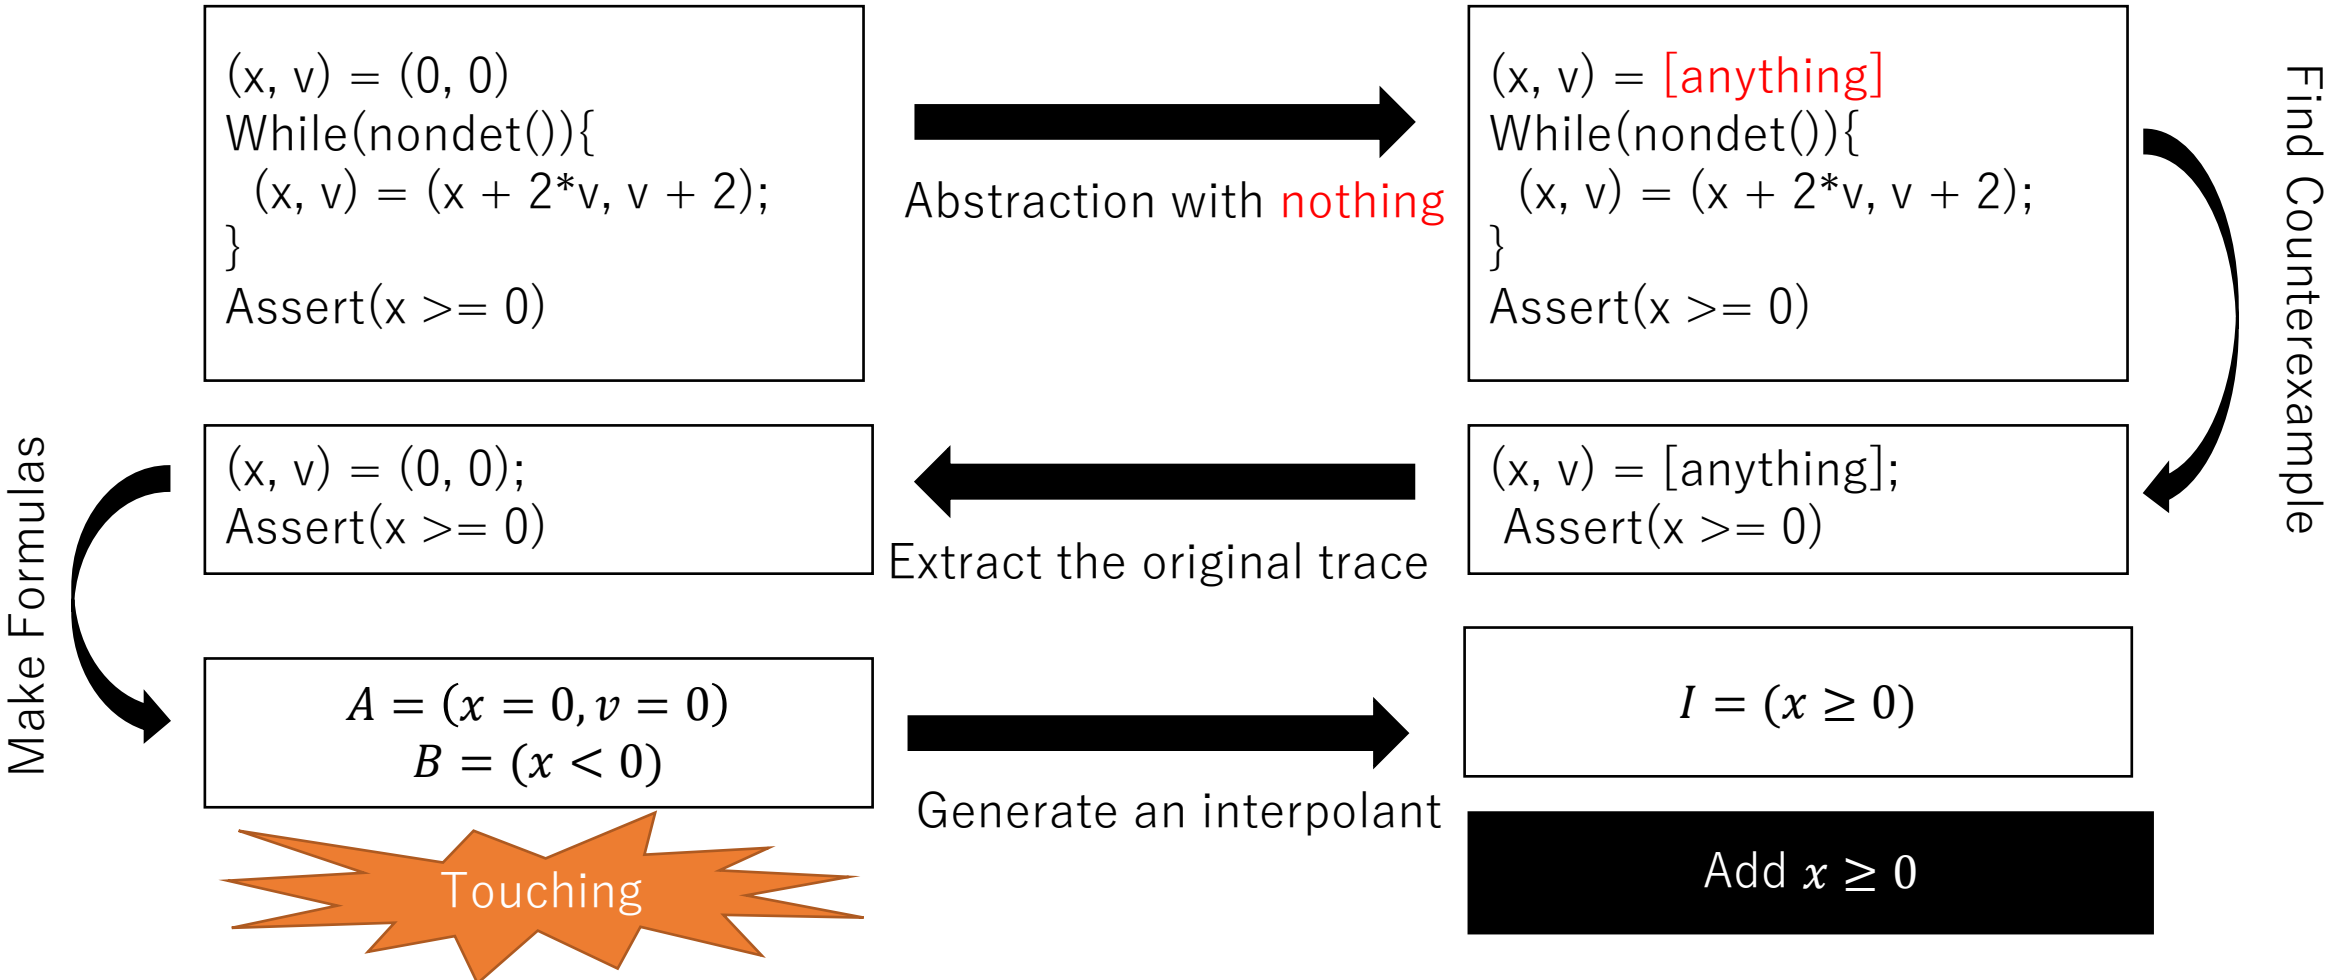 (x, v) = (0, 0)
While(nondet()){
(x, v) = (x + 2*v, v + 2);
}
Assert(x >= 0)
Abstraction with nothing
(x, v) = [anything]
While(nondet()){
(x, v) = (x + 2*v, v + 2);
}
Assert(x >= 0)
Find Counterexample
(x, v) = [anything];
Assert(x >= 0)
Extract the original trace
(x, v) = (0, 0);
Assert(x >= 0)
Make Formulas
A = (x = 0, v = 0)
B = (x < 0)
Touching
Generate an interpolant
I = (x ≥ 0)
Add x ≥ 0